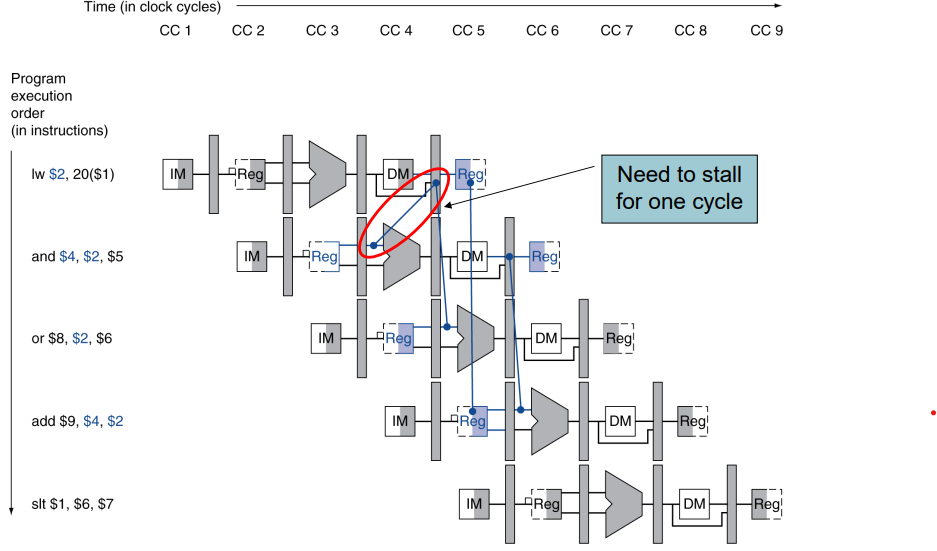 Time (in clock cycles)
CC 1 CC 2 CC 3 CC 4 CC 5 CC 6 CC 7 CC 8 CC 9
Program
execution
order
(in instructions)
lw $2, 20($1)
IM Reg DM Reg
Need to stall
for one cycle
and $4, $2, $5
IM Reg DM Reg
or $8, $2, $6
IM Reg DM Reg
add $9, $4, $2
IM Reg DM Reg
slt $1, $6, $7
IM Reg DM Reg